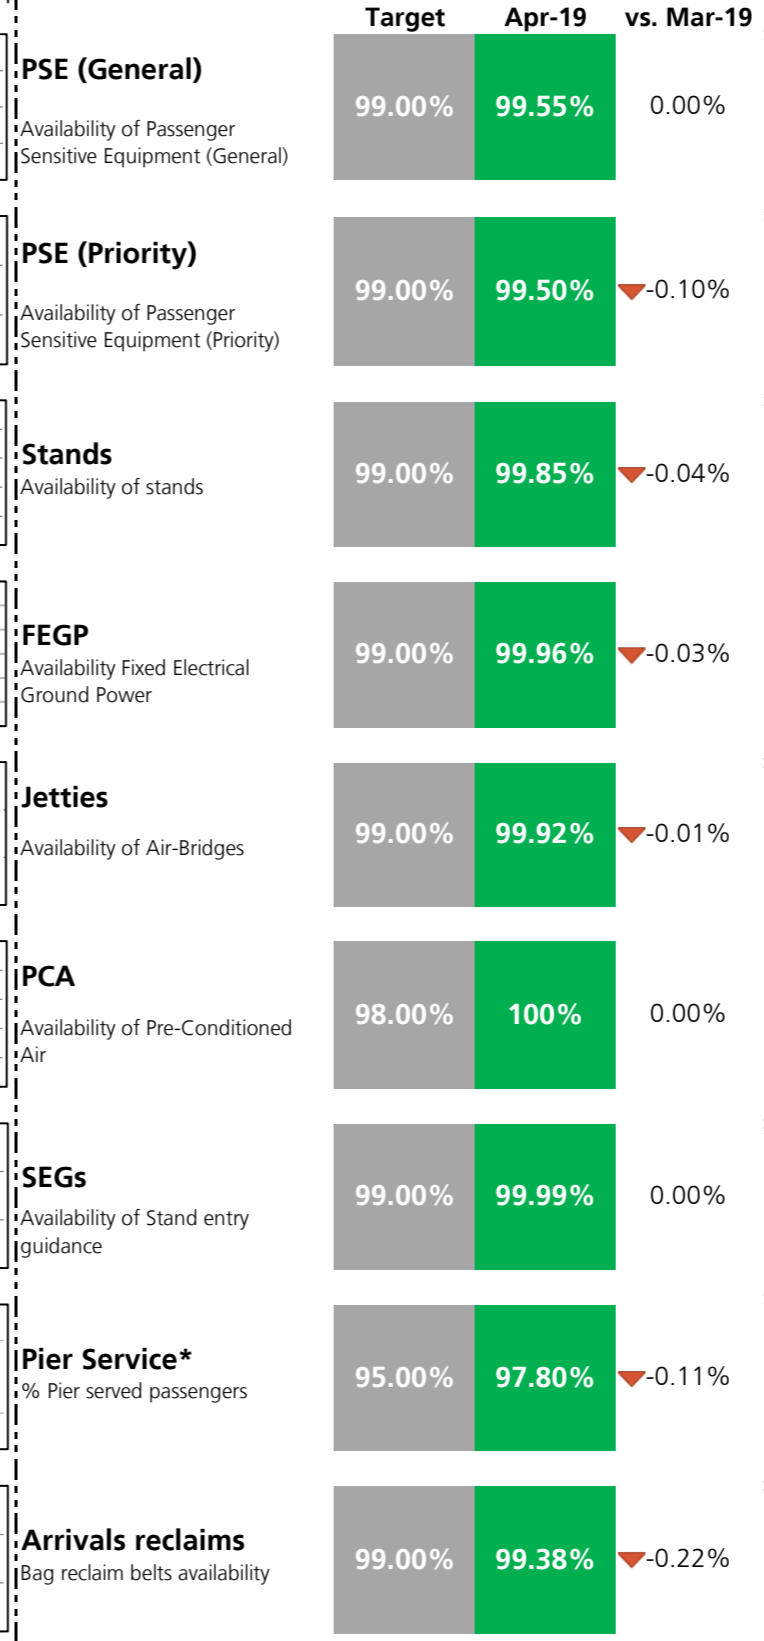 Target Apr-19 vs. Mar-19
PSE (General)
Availability of Passenger
Sensitive Equipment (General)
99.00% 99.55% 0.00%
PSE (Priority)
Availability of Passenger
Sensitive Equipment (Priority)
99.00% 99.50% -0.10%
Stands
Availability of stands
99.00% 99.85% -0.04%
FEGP
Availability Fixed Electrical
Ground Power
99.00% 99.96% -0.03%
Jetties
Availability of Air-Bridges
99.00% 99.92% -0.01%
PCA
Availability of Pre-Conditioned
Air
98.00% 100% 0.00%
SEGs
Availability of Stand entry
guidance
99.00% 99.99% 0.00%
Pier Service*
% Pier served passengers
95.00% 97.80% -0.11%
Arrivals reclaims
Bag reclaim belts availability
99.00% 99.38% -0.22%